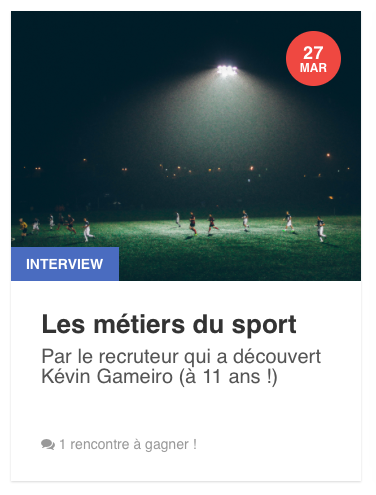 27
MAR
INTERVIEW
Les métiers du sport
Par le recruteur qui a découvert
Kévin Gameiro (à 11 ans !)
1 rencontre à gagner !